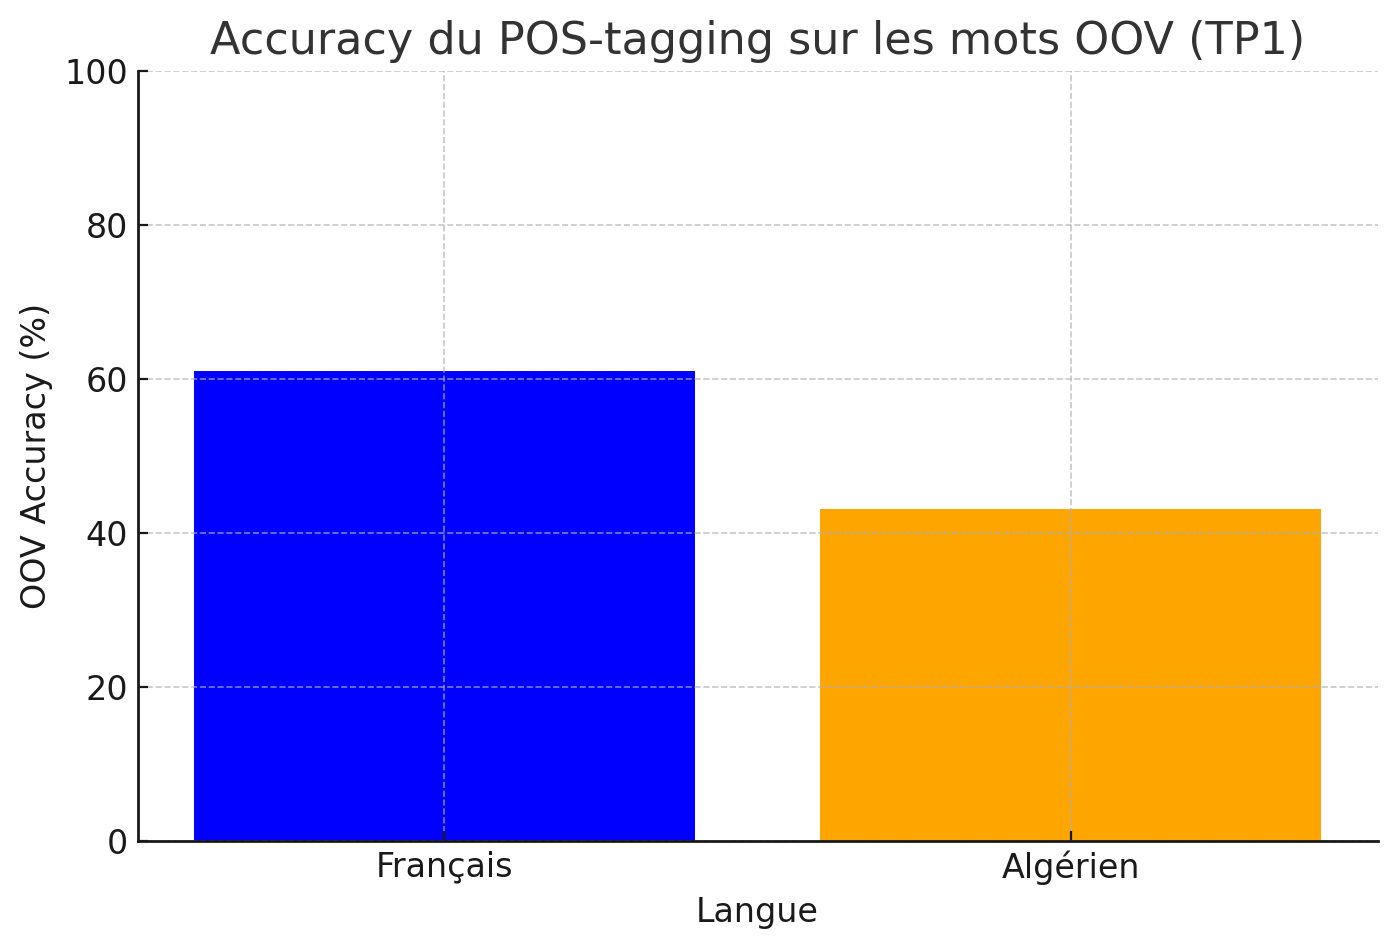 Accuracy du POS-tagging sur les mots OOV (TP1)
100
80
60
40
20
0
OOV Accuracy (%)
Français
Algérien
Langue